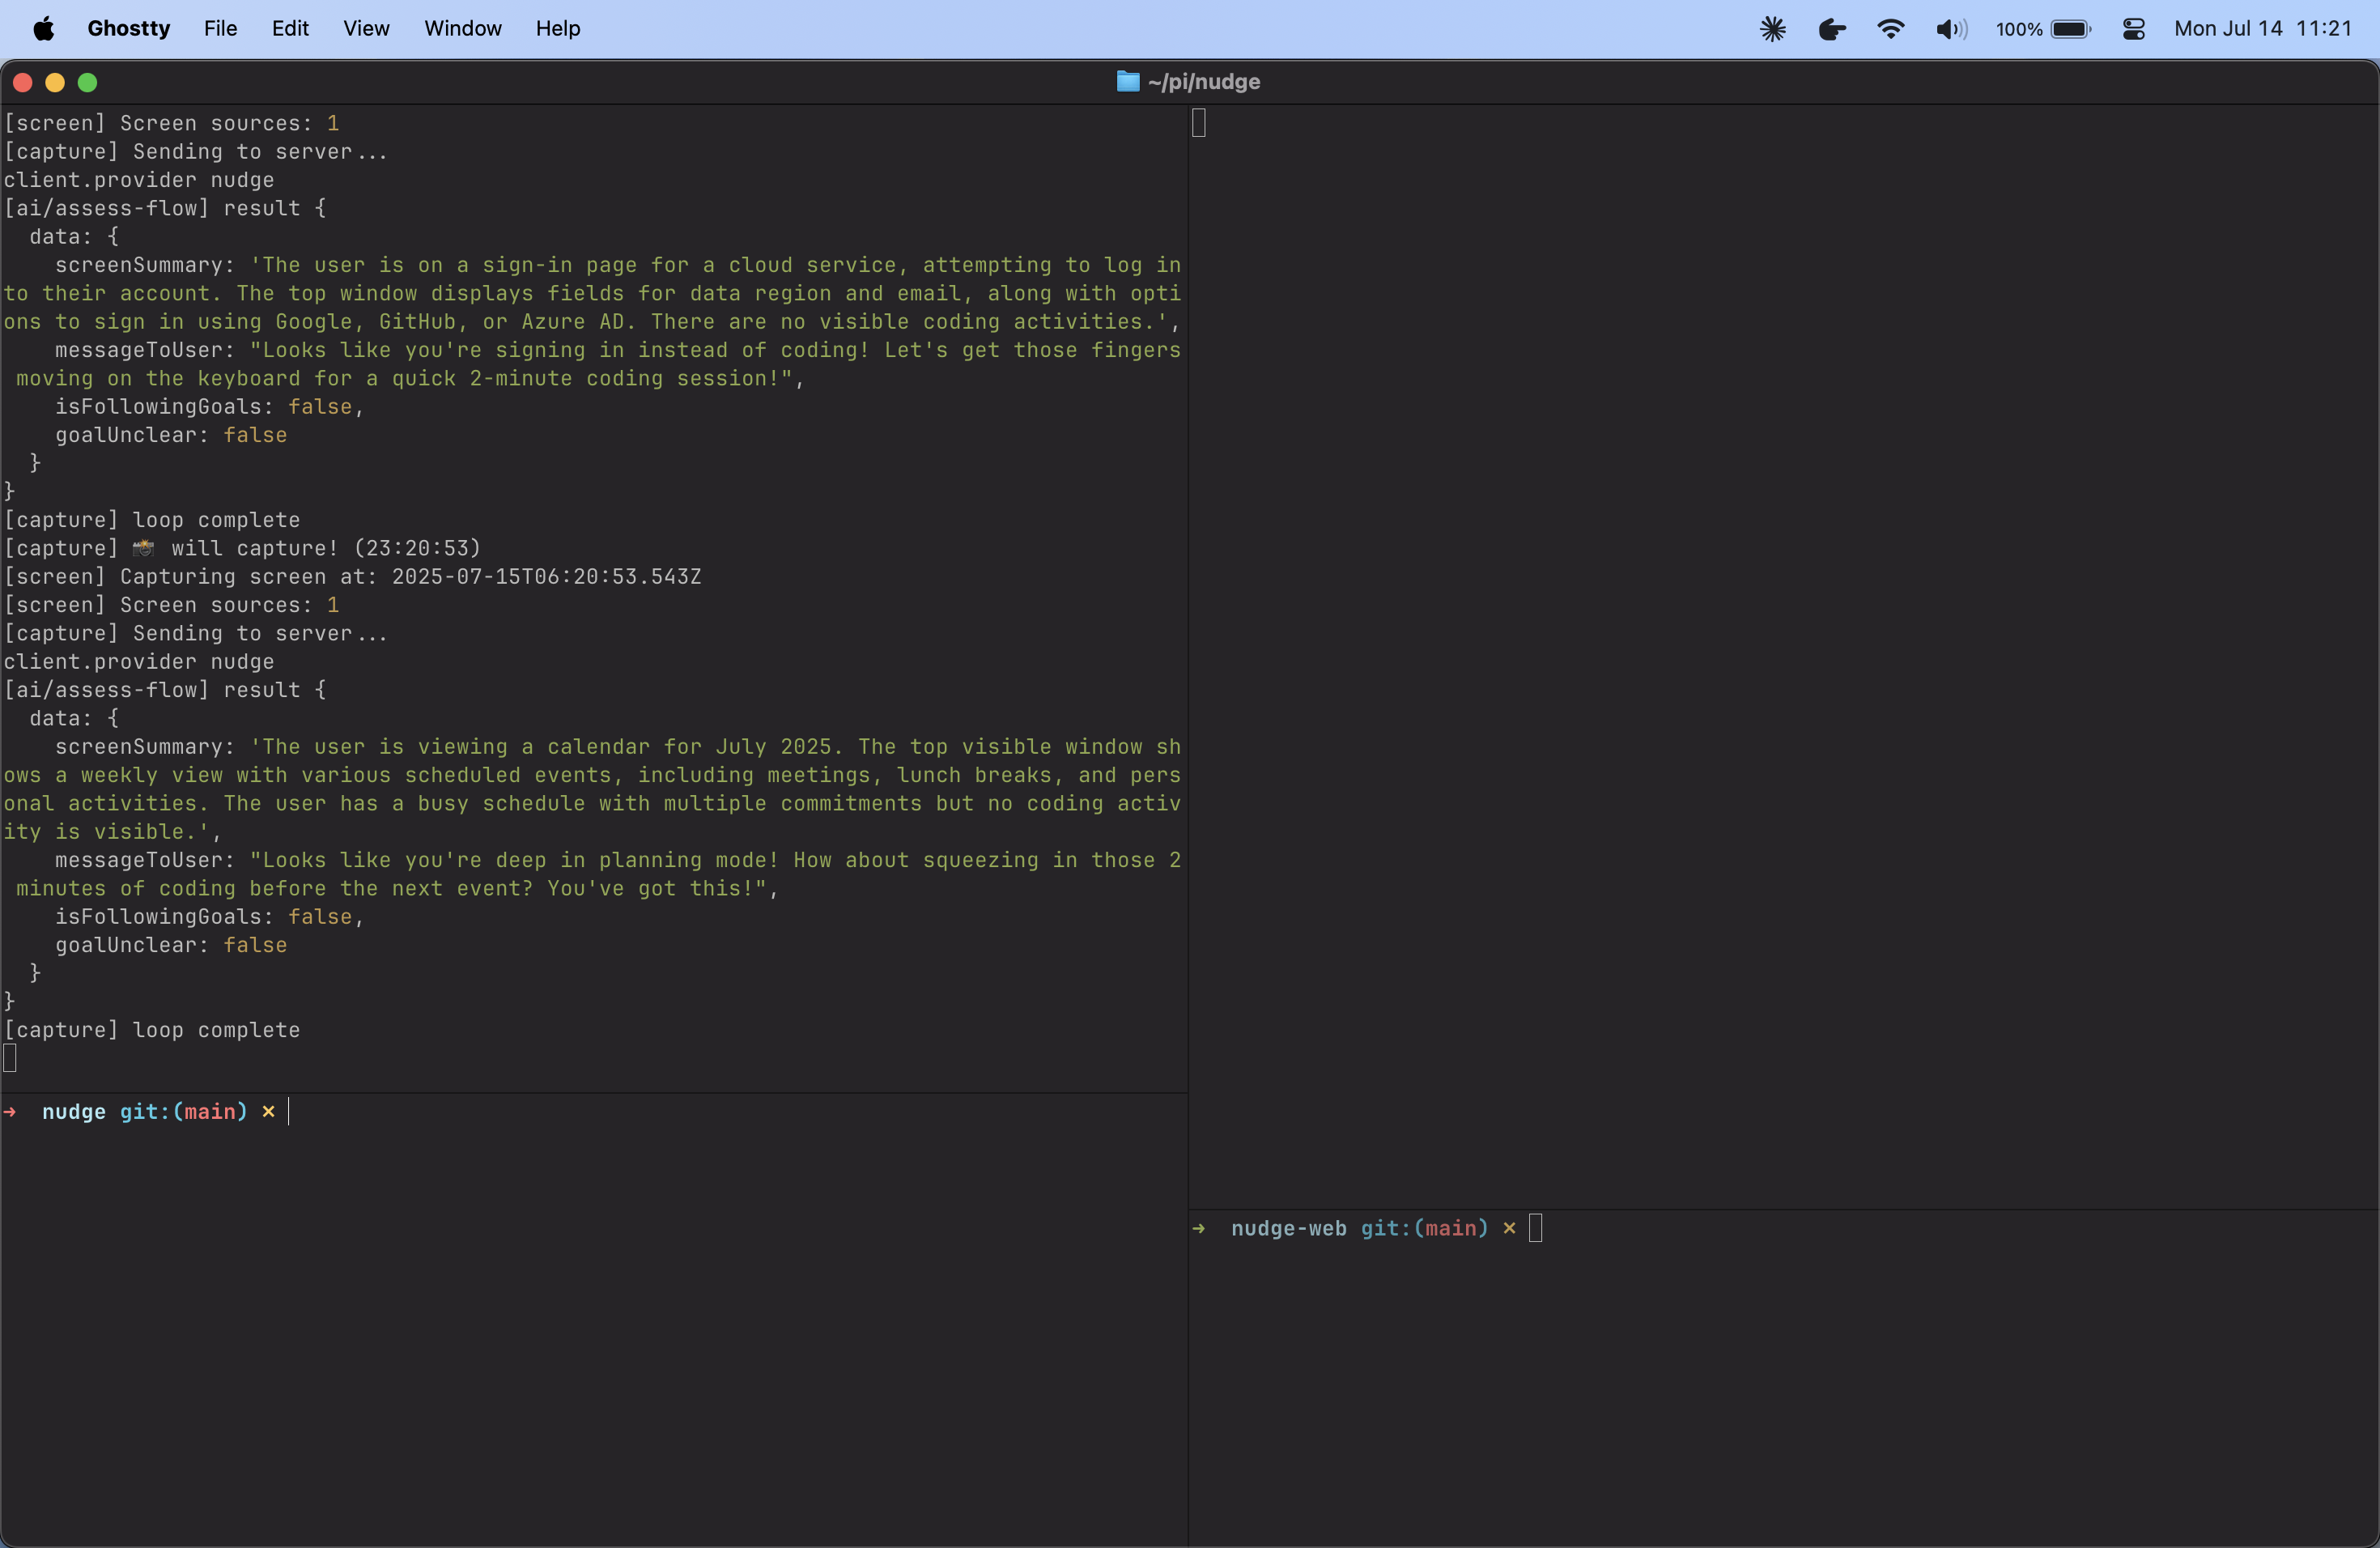 Ghostty File Edit View Window Help 100% Mon Jul 14 11:21
~/pi/nudge
[screen] Screen sources: 1
[capture] Sending to server...
client.provider nudge
[ai/assess-flow] result {
  data: {
    screenSummary: 'The user is on a sign-in page for a cloud service, attempting to log in
to their account. The top window displays fields for data region and email, along with opti
ons to sign in using Google, GitHub, or Azure AD. There are no visible coding activities.',
    messageToUser: "Looks like you're signing in instead of coding! Let's get those fingers
 moving on the keyboard for a quick 2-minute coding session!",
    isFollowingGoals: false,
    goalUnclear: false
  }
}
[capture] loop complete
[capture] 📸 will capture! (23:20:53)
[screen] Capturing screen at: 2025-07-15T06:20:53.543Z
[screen] Screen sources: 1
[capture] Sending to server...
client.provider nudge
[ai/assess-flow] result {
  data: {
    screenSummary: 'The user is viewing a calendar for July 2025. The top visible window sh
ows a weekly view with various scheduled events, including meetings, lunch breaks, and pers
onal activities. The user has a busy schedule with multiple commitments but no coding activ
ity is visible.',
    messageToUser: "Looks like you're deep in planning mode! How about squeezing in those 2
 minutes of coding before the next event? You've got this!",
    isFollowingGoals: false,
    goalUnclear: false
  }
}
[capture] loop complete
➜  nudge git:(main) ✗
➜  nudge-web git:(main) ✗